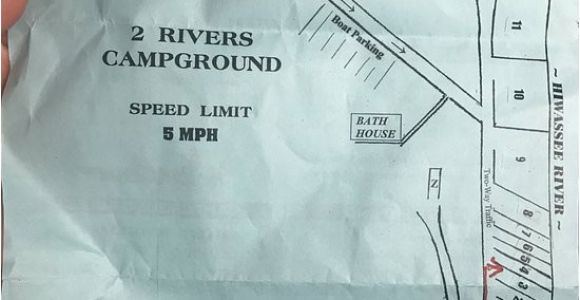 2 RIVERS
CAMPGROUND
SPEED LIMIT
5 MPH
Boat Parking
BATH
HOUSE
N
Two-Way Traffic
11
10
9
8
7
6
5
4
3
2
~ HIWASSEE RIVER ~